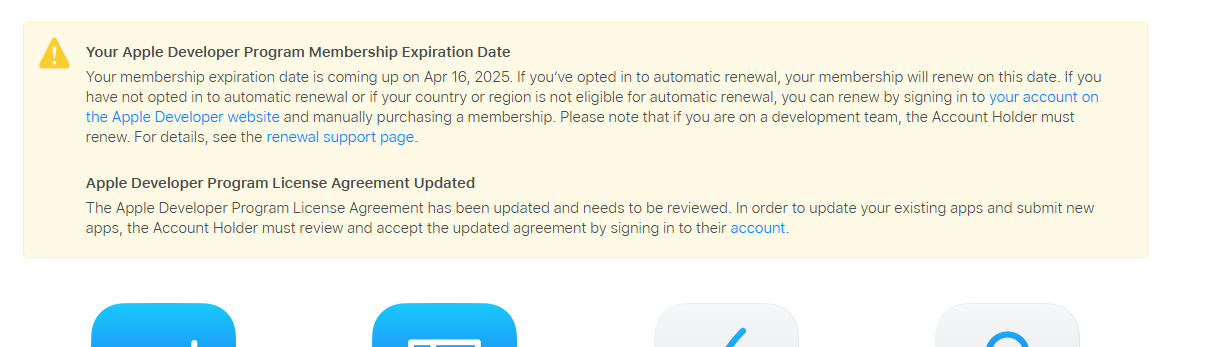 Your Apple Developer Program Membership Expiration Date
Your membership expiration date is coming up on Apr 16, 2025. If you’ve opted in to automatic renewal, your membership will renew on this date. If you
have not opted in to automatic renewal or if your country or region is not eligible for automatic renewal, you can renew by signing in to your account on
the Apple Developer website and manually purchasing a membership. Please note that if you are on a development team, the Account Holder must
renew. For details, see the renewal support page.
Apple Developer Program License Agreement Updated
The Apple Developer Program License Agreement has been updated and needs to be reviewed. In order to update your existing apps and submit new
apps, the Account Holder must review and accept the updated agreement by signing in to their account.